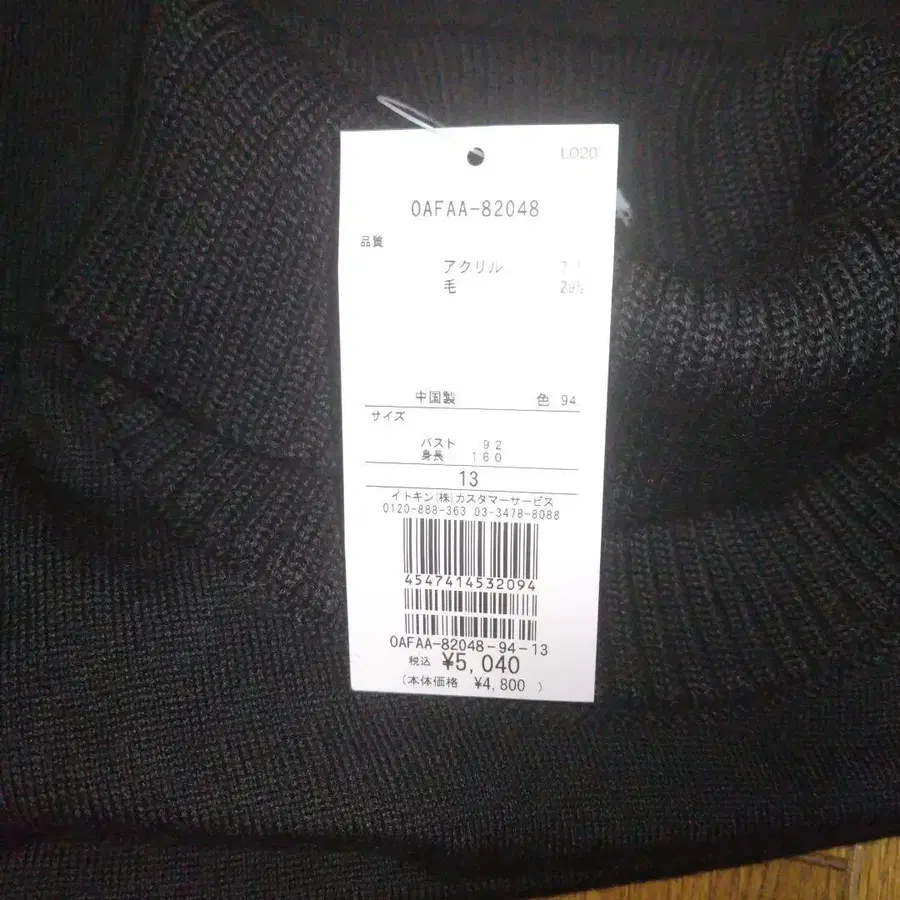 L020
0AFAA-82048
品質
アクリル
毛
中国製 色 94
サイズ
バスト 92
身長 160
13
イトキン(株)カスタマーサービス
0120-888-363 03-3478-8088
4547414532094
0AFAA-82048-94-13
税込 ¥5,040
(本体価格 ¥4,800 )